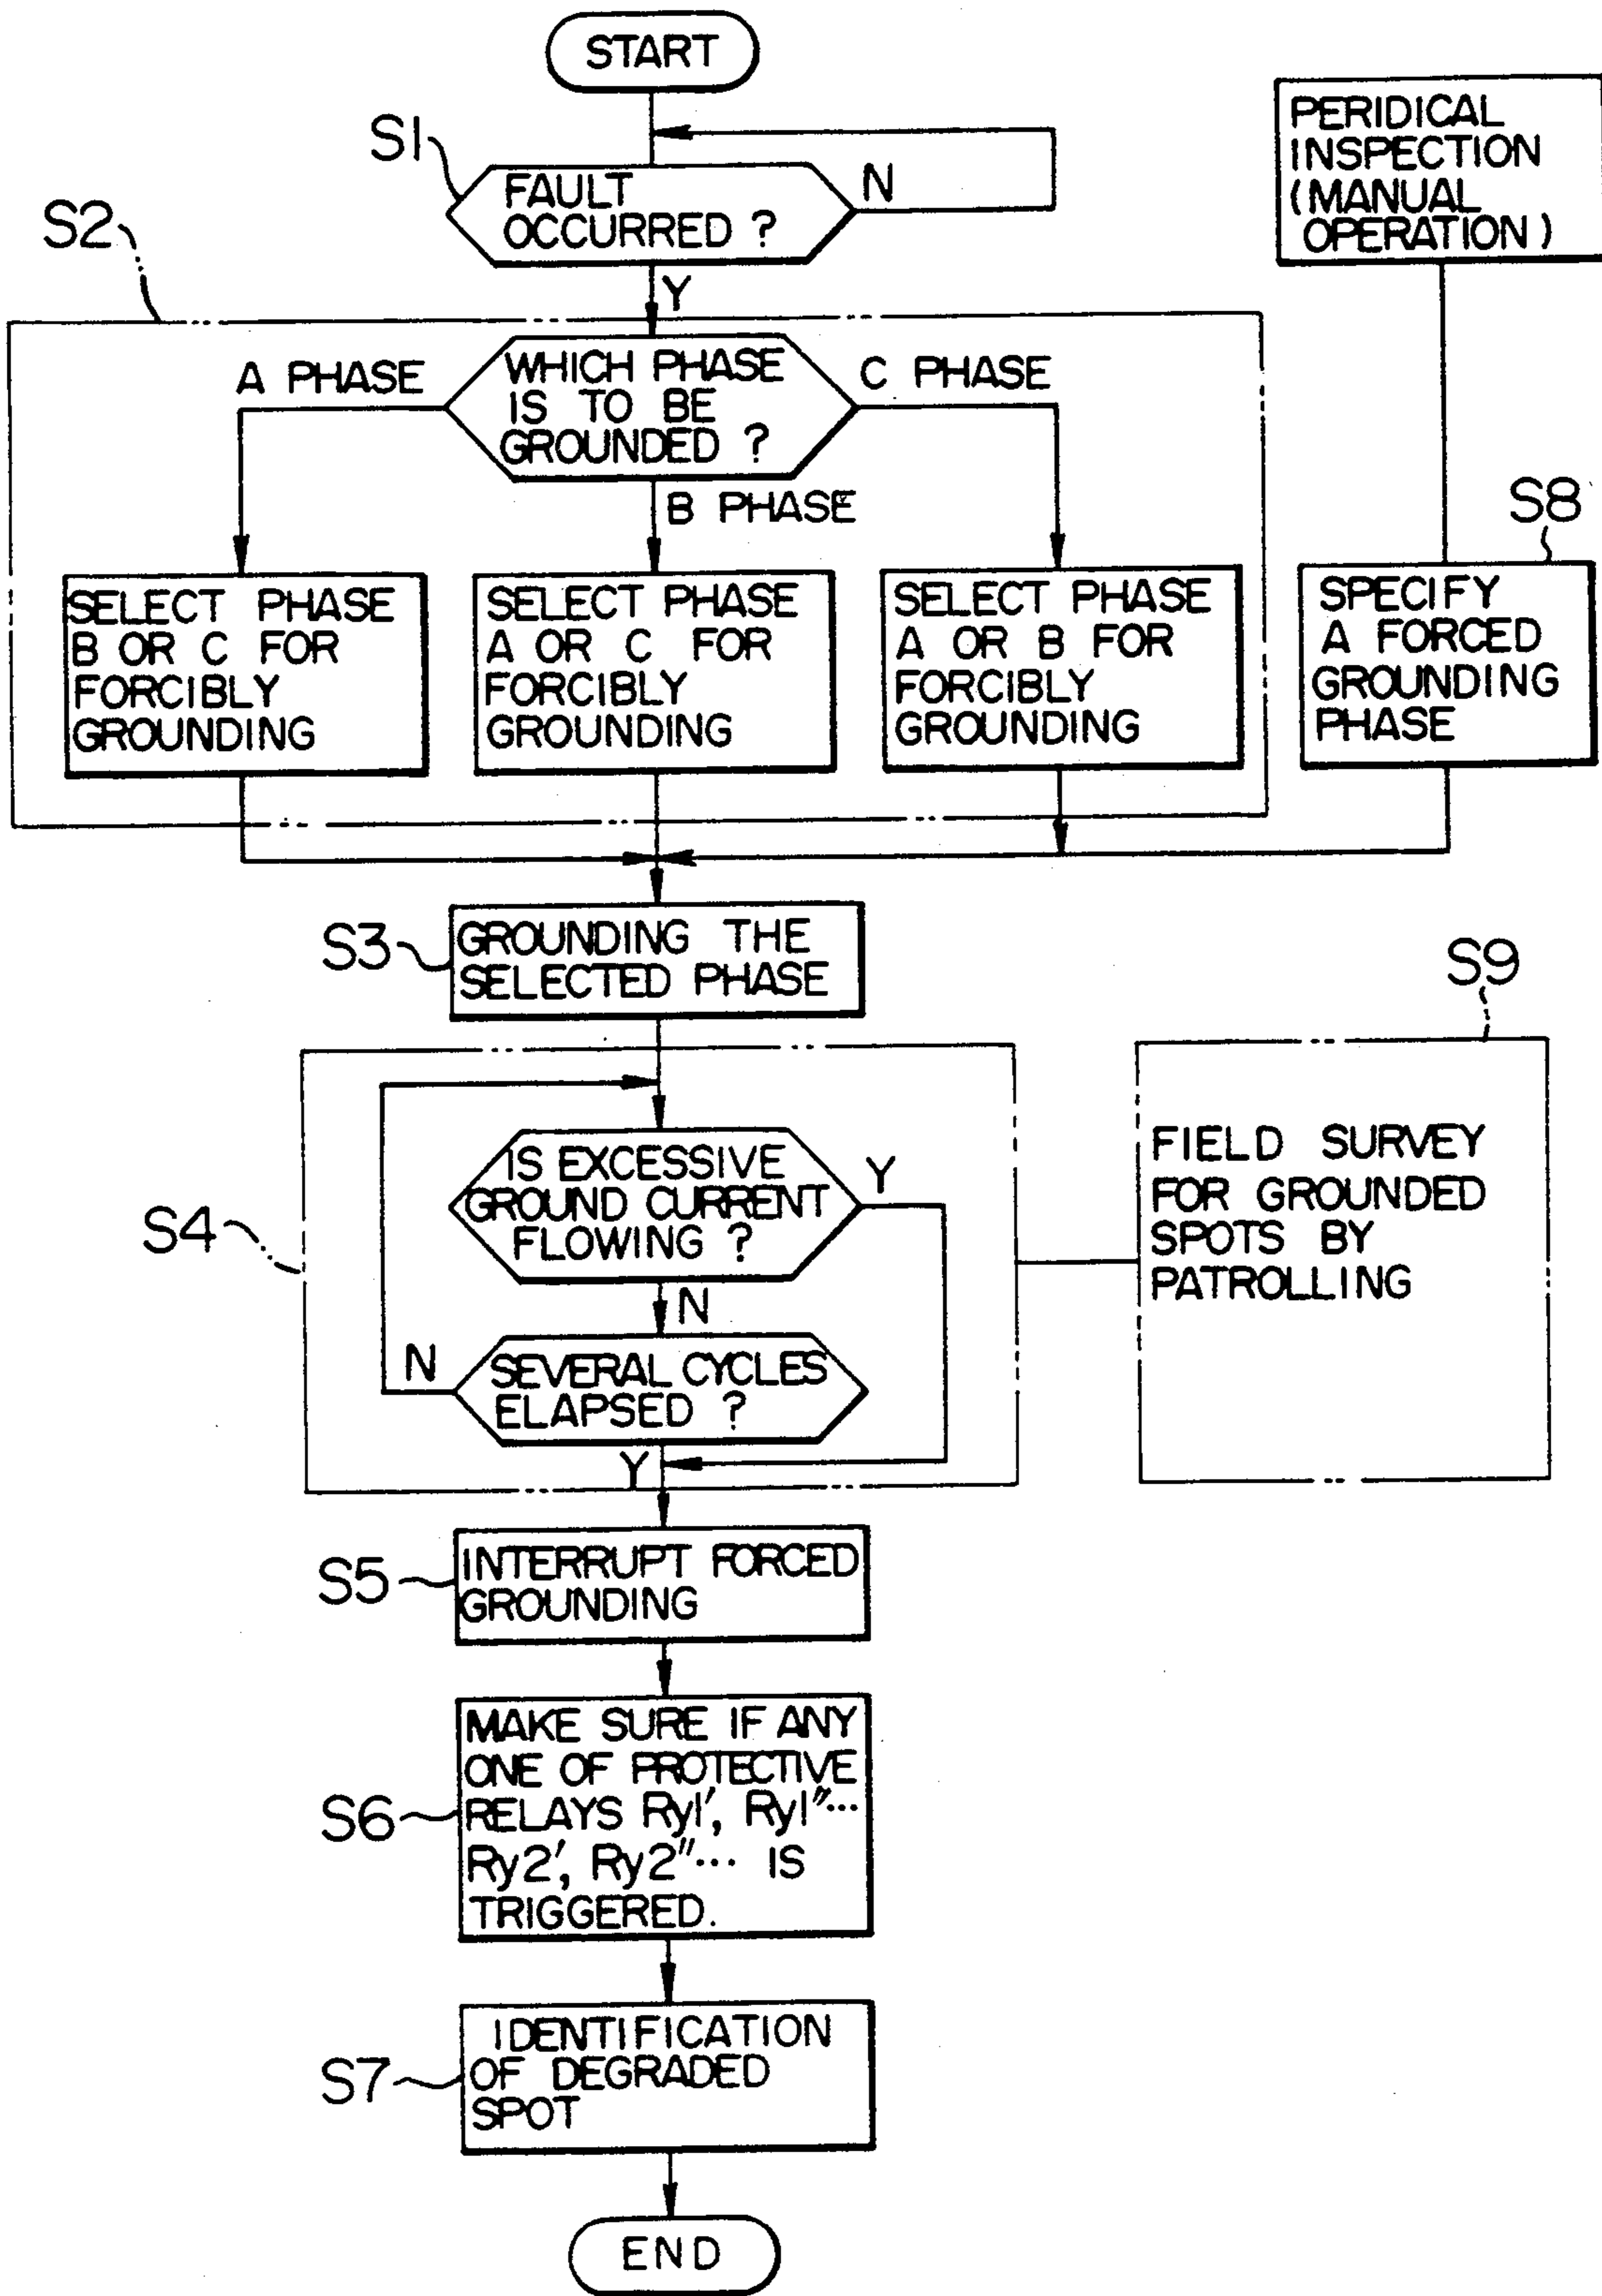 START
S1
FAULT
OCCURRED ?
N
Y
PERIDICAL
INSPECTION
(MANUAL
OPERATION)
S2
WHICH PHASE
IS TO BE
GROUNDED ?
A PHASE
C PHASE
B PHASE
SELECT PHASE
B OR C FOR
FORCIBLY
GROUNDING
SELECT PHASE
A OR C FOR
FORCIBLY
GROUNDING
SELECT PHASE
A OR B FOR
FORCIBLY
GROUNDING
S8
SPECIFY
A FORCED
GROUNDING
PHASE
S3
GROUNDING THE
SELECTED PHASE
S4
IS EXCESSIVE
GROUND CURRENT
FLOWING ?
Y
N
SEVERAL CYCLES
ELAPSED ?
N
Y
S9
FIELD SURVEY
FOR GROUNDED
SPOTS BY
PATROLLING
S5
INTERRUPT FORCED
GROUNDING
S6
MAKE SURE IF ANY
ONE OF PROTECTIVE
RELAYS Ry1', Ry1"...
Ry2', Ry2"... IS
TRIGGERED.
S7
IDENTIFICATION
OF DEGRADED
SPOT
END